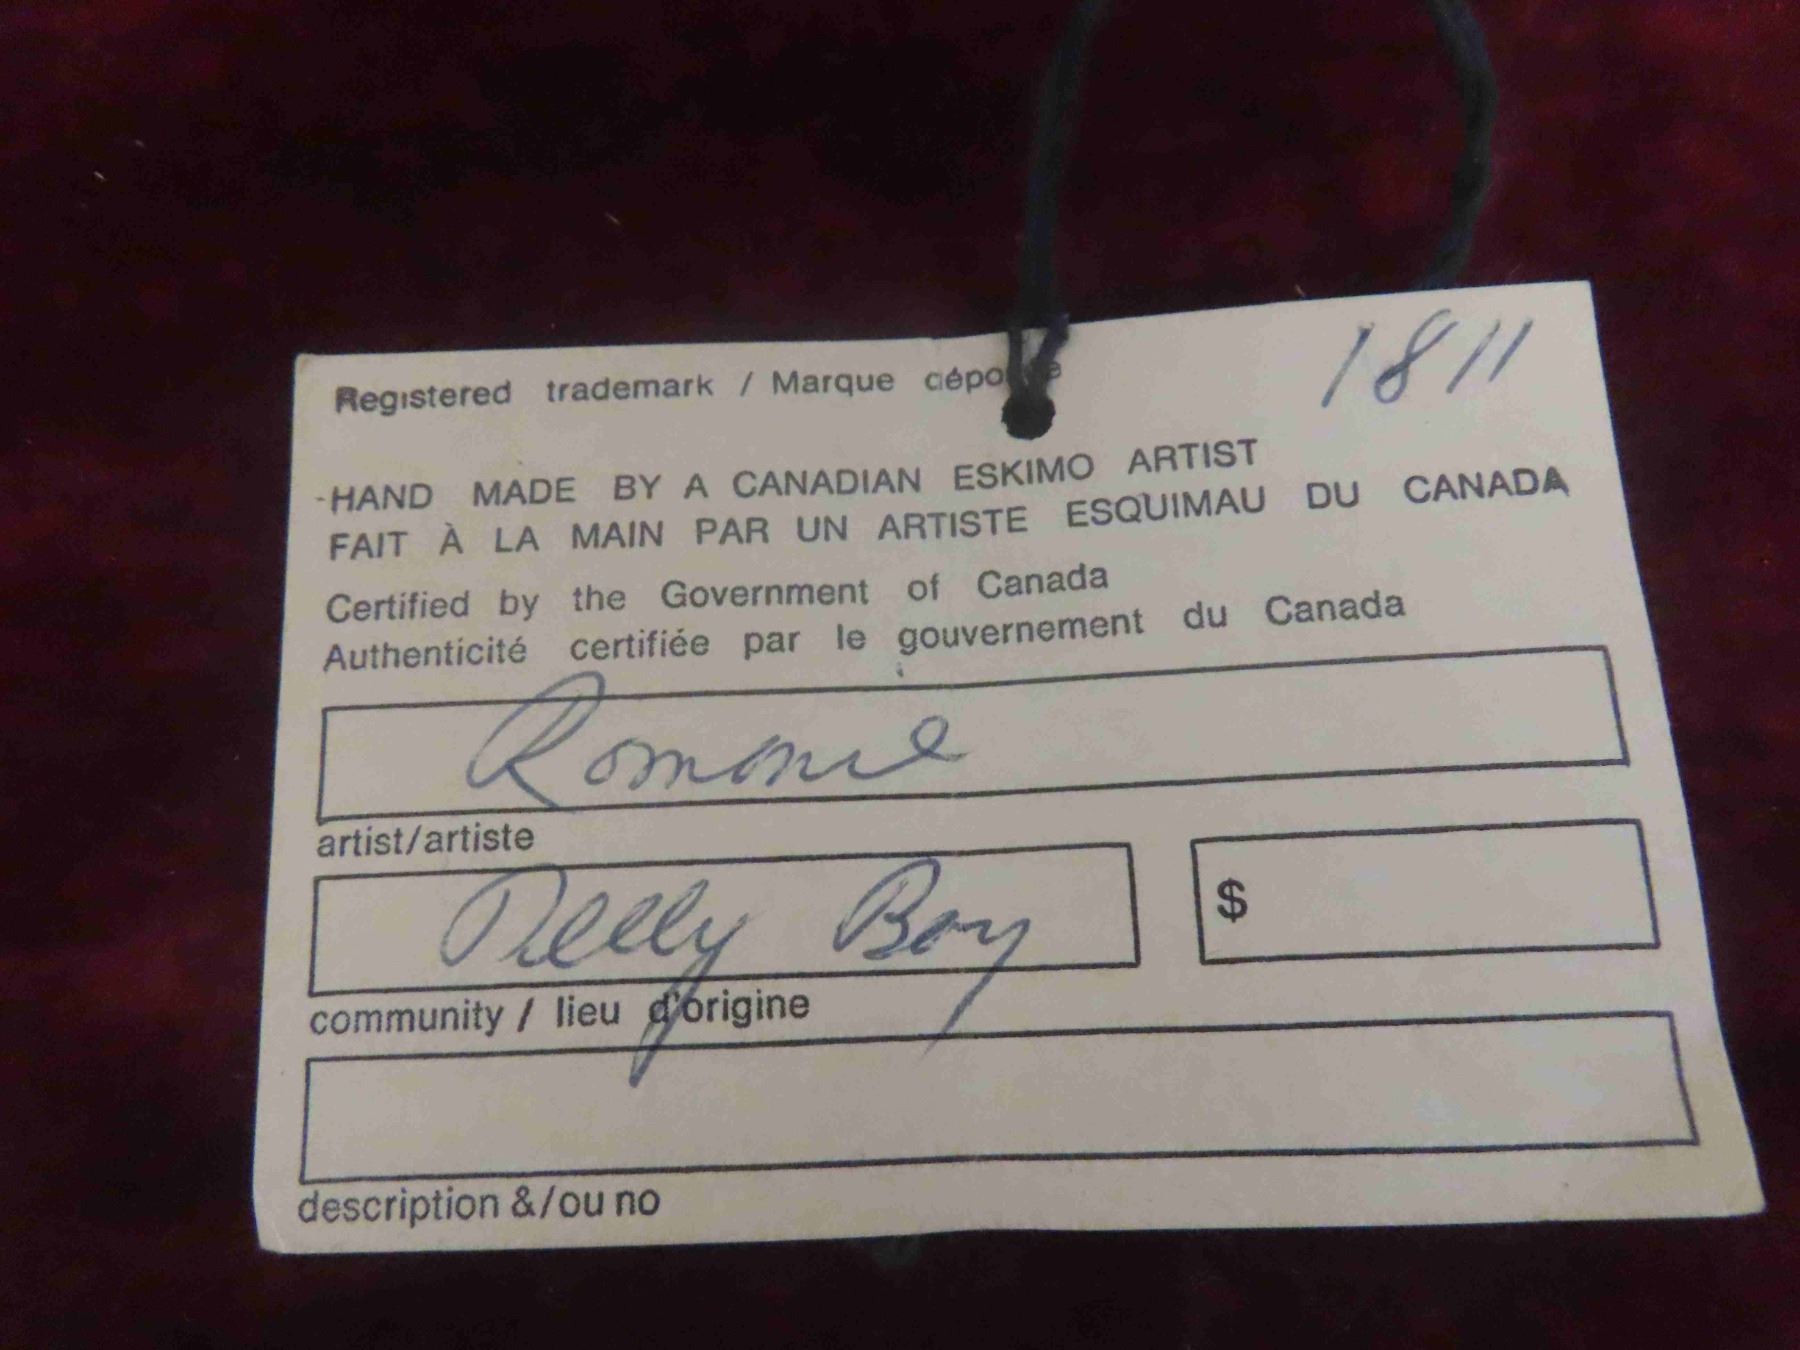 1811
Registered trademark / Marque déposée
HAND MADE BY A CANADIAN ESKIMO ARTIST
FAIT À LA MAIN PAR UN ARTISTE ESQUIMAU DU CANADA
Certified by the Government of Canada
Authenticité certifiée par le gouvernement du Canada
Romanie
artist/artiste
Pelly Bay
$
community / lieu d'origine
description &/ou no